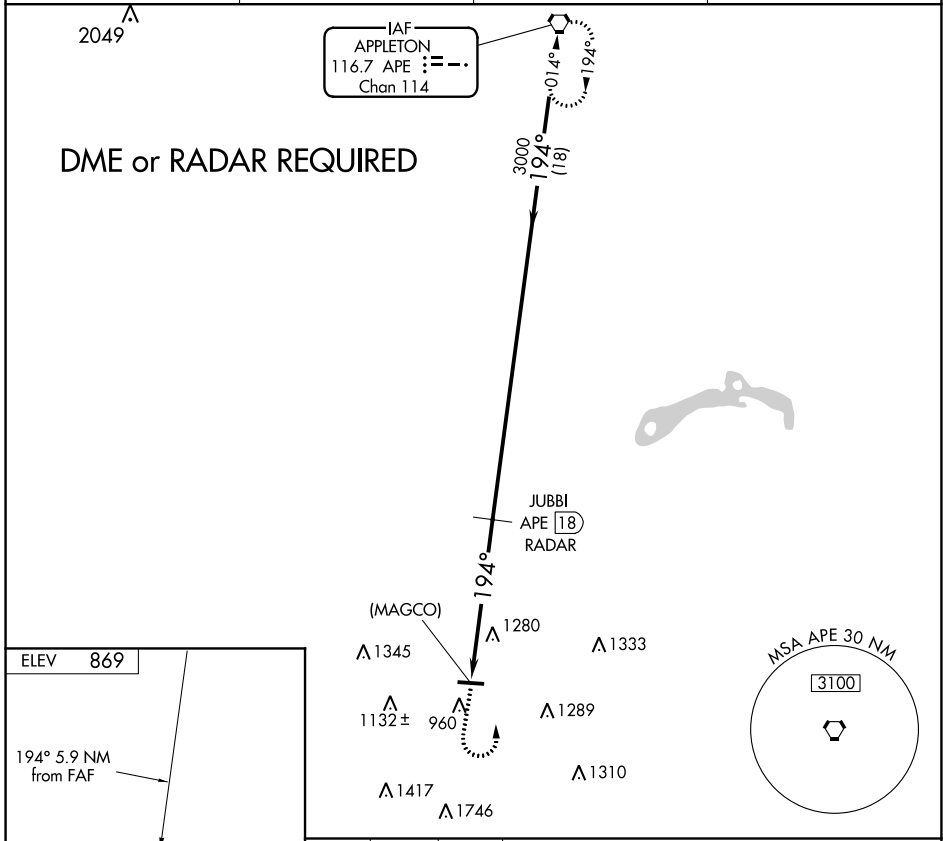 2049
IAF
APPLETON
116.7 APE
Chan 114
014°
194°
DME or RADAR REQUIRED
3000
194°
(18)
JUBBI
APE 18
RADAR
194°
(MAGCO)
1280
1345
1333
1132 ±
960
1289
1310
1417
1746
ELEV 869
194° 5.9 NM
from FAF
MSA APE 30 NM
3100